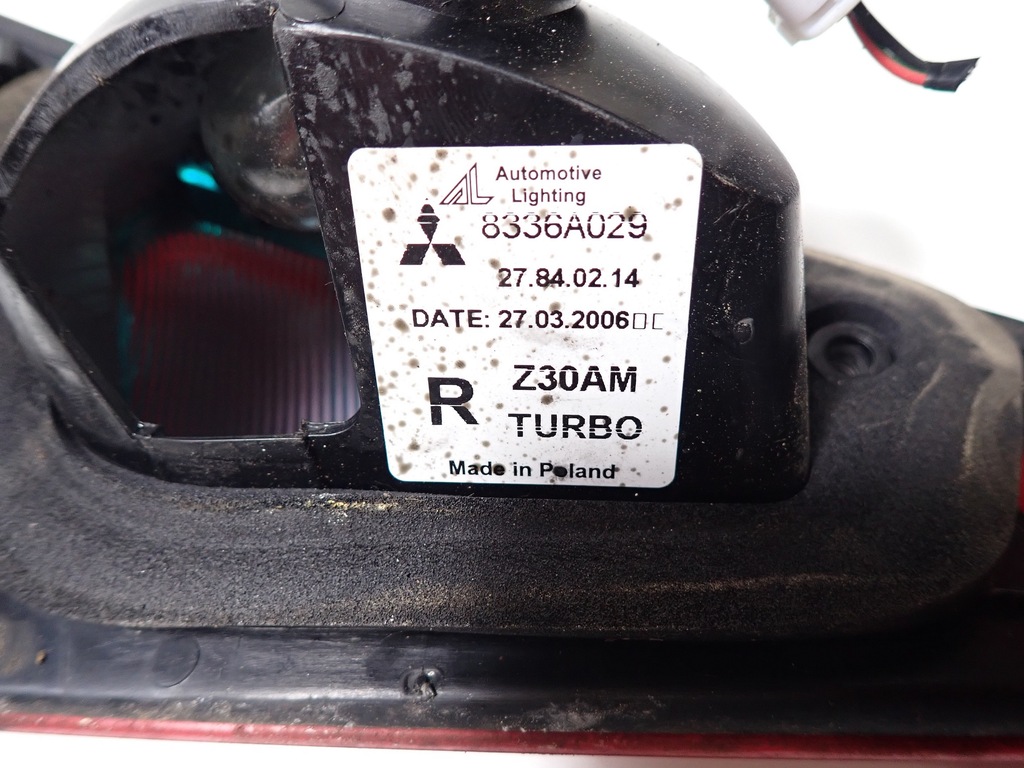 Automotive
Lighting
8336A029
27.84.02.14
DATE: 27.03.2006
R
Z30AM
TURBO
Made in Poland